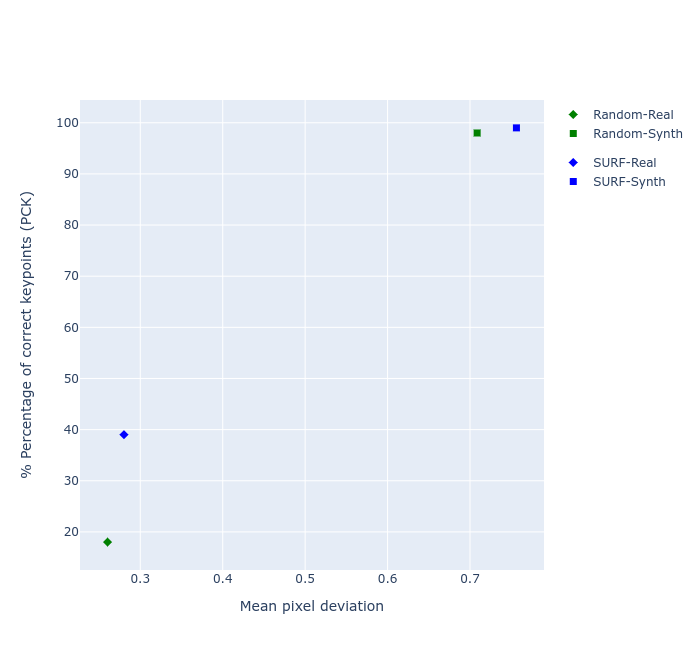 100
90
80
70
60
50
40
30
20
% Percentage of correct keypoints (PCK)
0.3 0.4 0.5 0.6 0.7
Mean pixel deviation
Random-Real
Random-Synth
SURF-Real
SURF-Synth